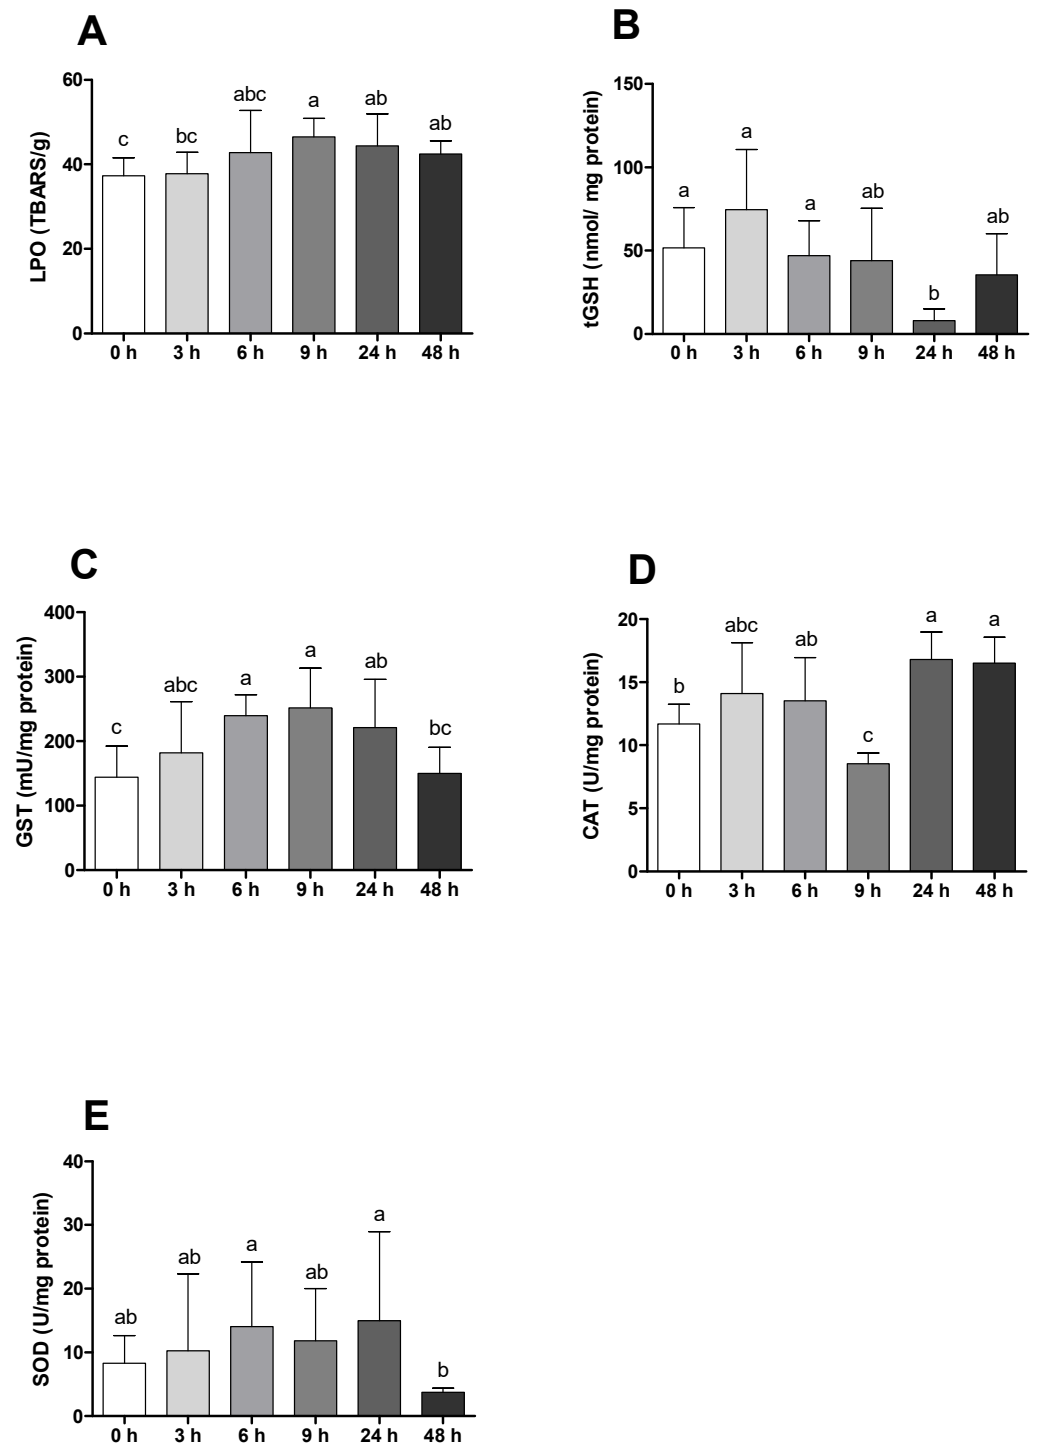 A
LPO (TBARS/g)
60
40
20
0
c
bc
abc
a
ab
ab
0 h 3 h 6 h 9 h 24 h 48 h
B
tGSH (nmol/ mg protein)
150
100
50
0
a
a
a
ab
b
ab
0 h 3 h 6 h 9 h 24 h 48 h
C
GST (mU/mg protein)
400
300
200
100
0
c
abc
a
a
ab
bc
0 h 3 h 6 h 9 h 24 h 48 h
D
CAT (U/mg protein)
20
15
10
5
0
b
abc
ab
c
a
a
0 h 3 h 6 h 9 h 24 h 48 h
E
SOD (U/mg protein)
40
30
20
10
0
ab
ab
a
ab
a
b
0 h 3 h 6 h 9 h 24 h 48 h